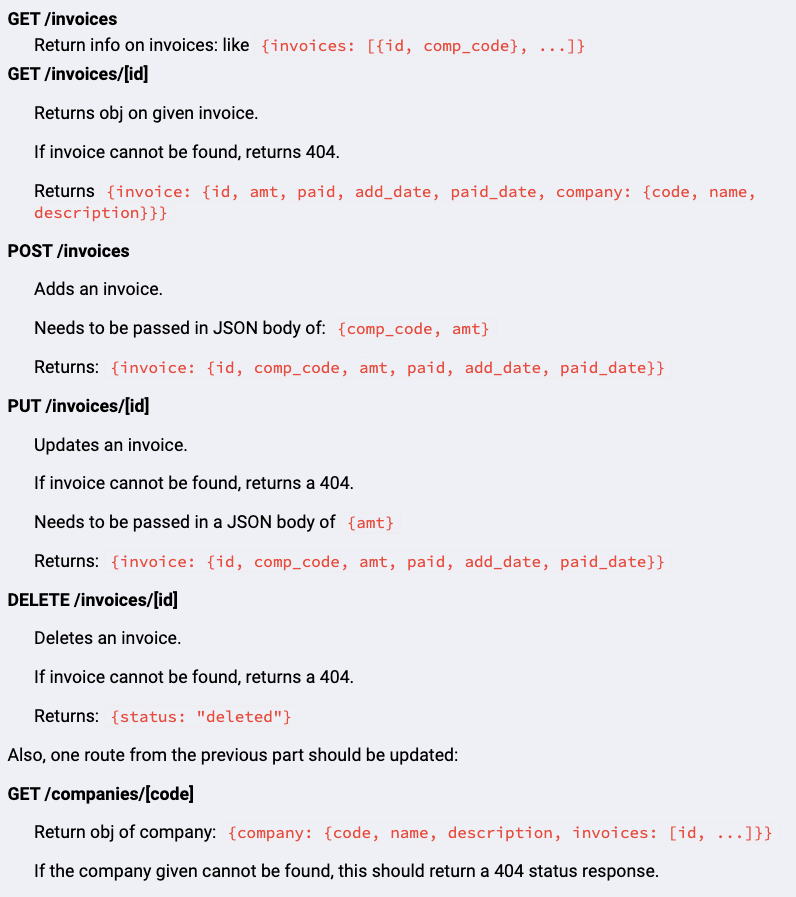 GET /invoices
Return info on invoices: like {invoices: [{id, comp_code}, ...]}
GET /invoices/[id]
Returns obj on given invoice.
If invoice cannot be found, returns 404.
Returns {invoice: {id, amt, paid, add_date, paid_date, company: {code, name,
description}}}
POST /invoices
Adds an invoice.
Needs to be passed in JSON body of: {comp_code, amt}
Returns: {invoice: {id, comp_code, amt, paid, add_date, paid_date}}
PUT /invoices/[id]
Updates an invoice.
If invoice cannot be found, returns a 404.
Needs to be passed in a JSON body of {amt}
Returns: {invoice: {id, comp_code, amt, paid, add_date, paid_date}}
DELETE /invoices/[id]
Deletes an invoice.
If invoice cannot be found, returns a 404.
Returns: {status: "deleted"}
Also, one route from the previous part should be updated:
GET /companies/[code]
Return obj of company: {company: {code, name, description, invoices: [id, ...]}}
If the company given cannot be found, this should return a 404 status response.